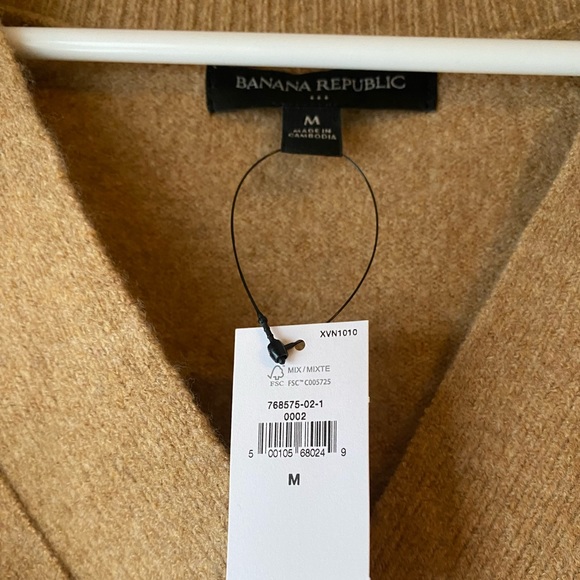 BANANA REPUBLIC
M
MADE IN
CAMBODIA
XVN1010
MIX/MIXTE
FSC FSC™ C005725
768575-02-1
0002
5 00105 68024 9
M